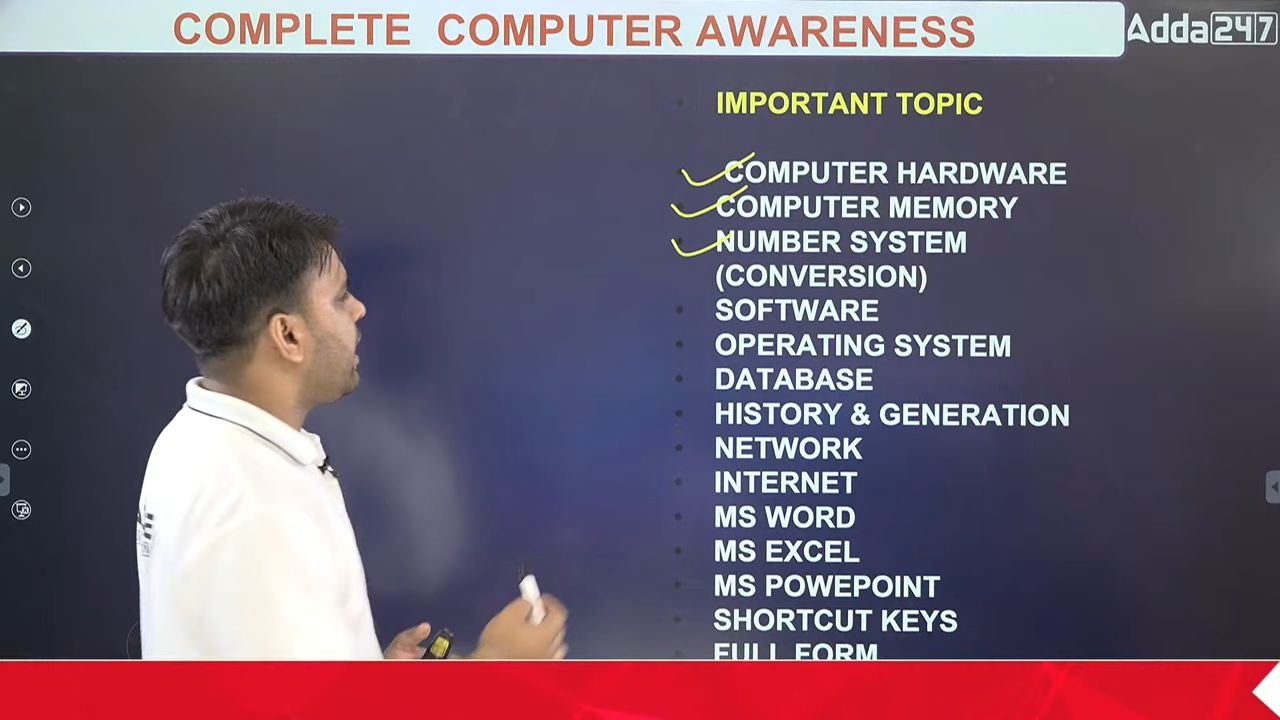 COMPLETE COMPUTER AWARENESS
Adda247
IMPORTANT TOPIC
COMPUTER HARDWARE
COMPUTER MEMORY
NUMBER SYSTEM
(CONVERSION)
SOFTWARE
OPERATING SYSTEM
DATABASE
HISTORY & GENERATION
NETWORK
INTERNET
MS WORD
MS EXCEL
MS POWEPOINT
SHORTCUT KEYS
FULL FORM